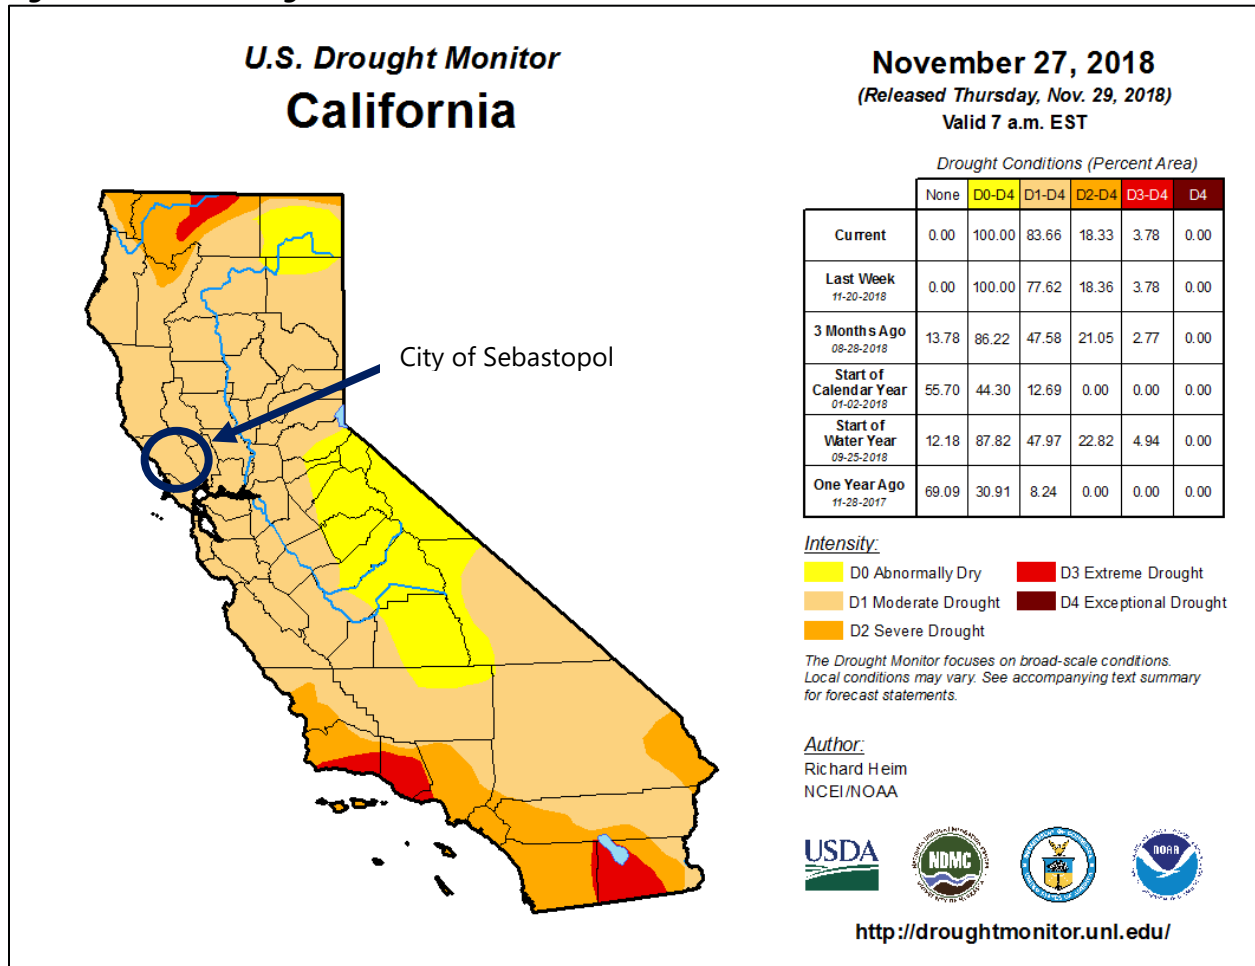 U.S. Drought Monitor
California
November 27, 2018
(Released Thursday, Nov. 29, 2018)
Valid 7 a.m. EST
Drought Conditions (Percent Area)
None D0-D4 D1-D4 D2-D4 D3-D4 D4
Current 0.00 100.00 83.66 18.33 3.78 0.00
Last Week
11-20-2018 0.00 100.00 77.62 18.36 3.78 0.00
3 Months Ago
08-28-2018 13.78 86.22 47.58 21.05 2.77 0.00
Start of
Calendar Year
01-02-2018 55.70 44.30 12.69 0.00 0.00 0.00
Start of
Water Year
09-25-2018 12.18 87.82 47.97 22.82 4.94 0.00
One Year Ago
11-28-2017 69.09 30.91 8.24 0.00 0.00 0.00
City of Sebastopol
Intensity:
D0 Abnormally Dry
D3 Extreme Drought
D1 Moderate Drought
D4 Exceptional Drought
D2 Severe Drought
The Drought Monitor focuses on broad-scale conditions.
Local conditions may vary. See accompanying text summary
for forecast statements.
Author:
Richard Heim
NCEI/NOAA
USDA
NDMC
NOAA
http://droughtmonitor.unl.edu/